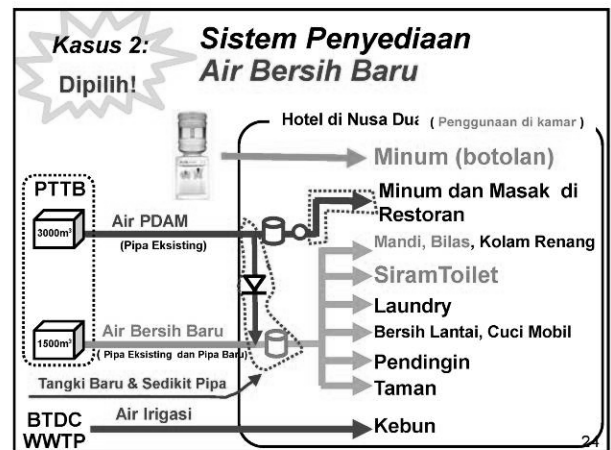 Kasus 2:
Dipilih!
Sistem Penyediaan
Air Bersih Baru
Hotel di Nusa Dua ( Penggunaan di kamar )
Minum (botolan)
PTTB
3000m³
Air PDAM
(Pipa Eksisting)
Minum dan Masak di
Restoran
Mandi, Bilas, Kolam Renang
SiramToilet
Laundry
Bersih Lantai, Cuci Mobil
Pendingin
Taman
1500m³
Air Bersih Baru
( Pipa Eksisting dan Pipa Baru)
Tangki Baru & Sedikit Pipa
BTDC
WWTP
Air Irigasi
Kebun
24